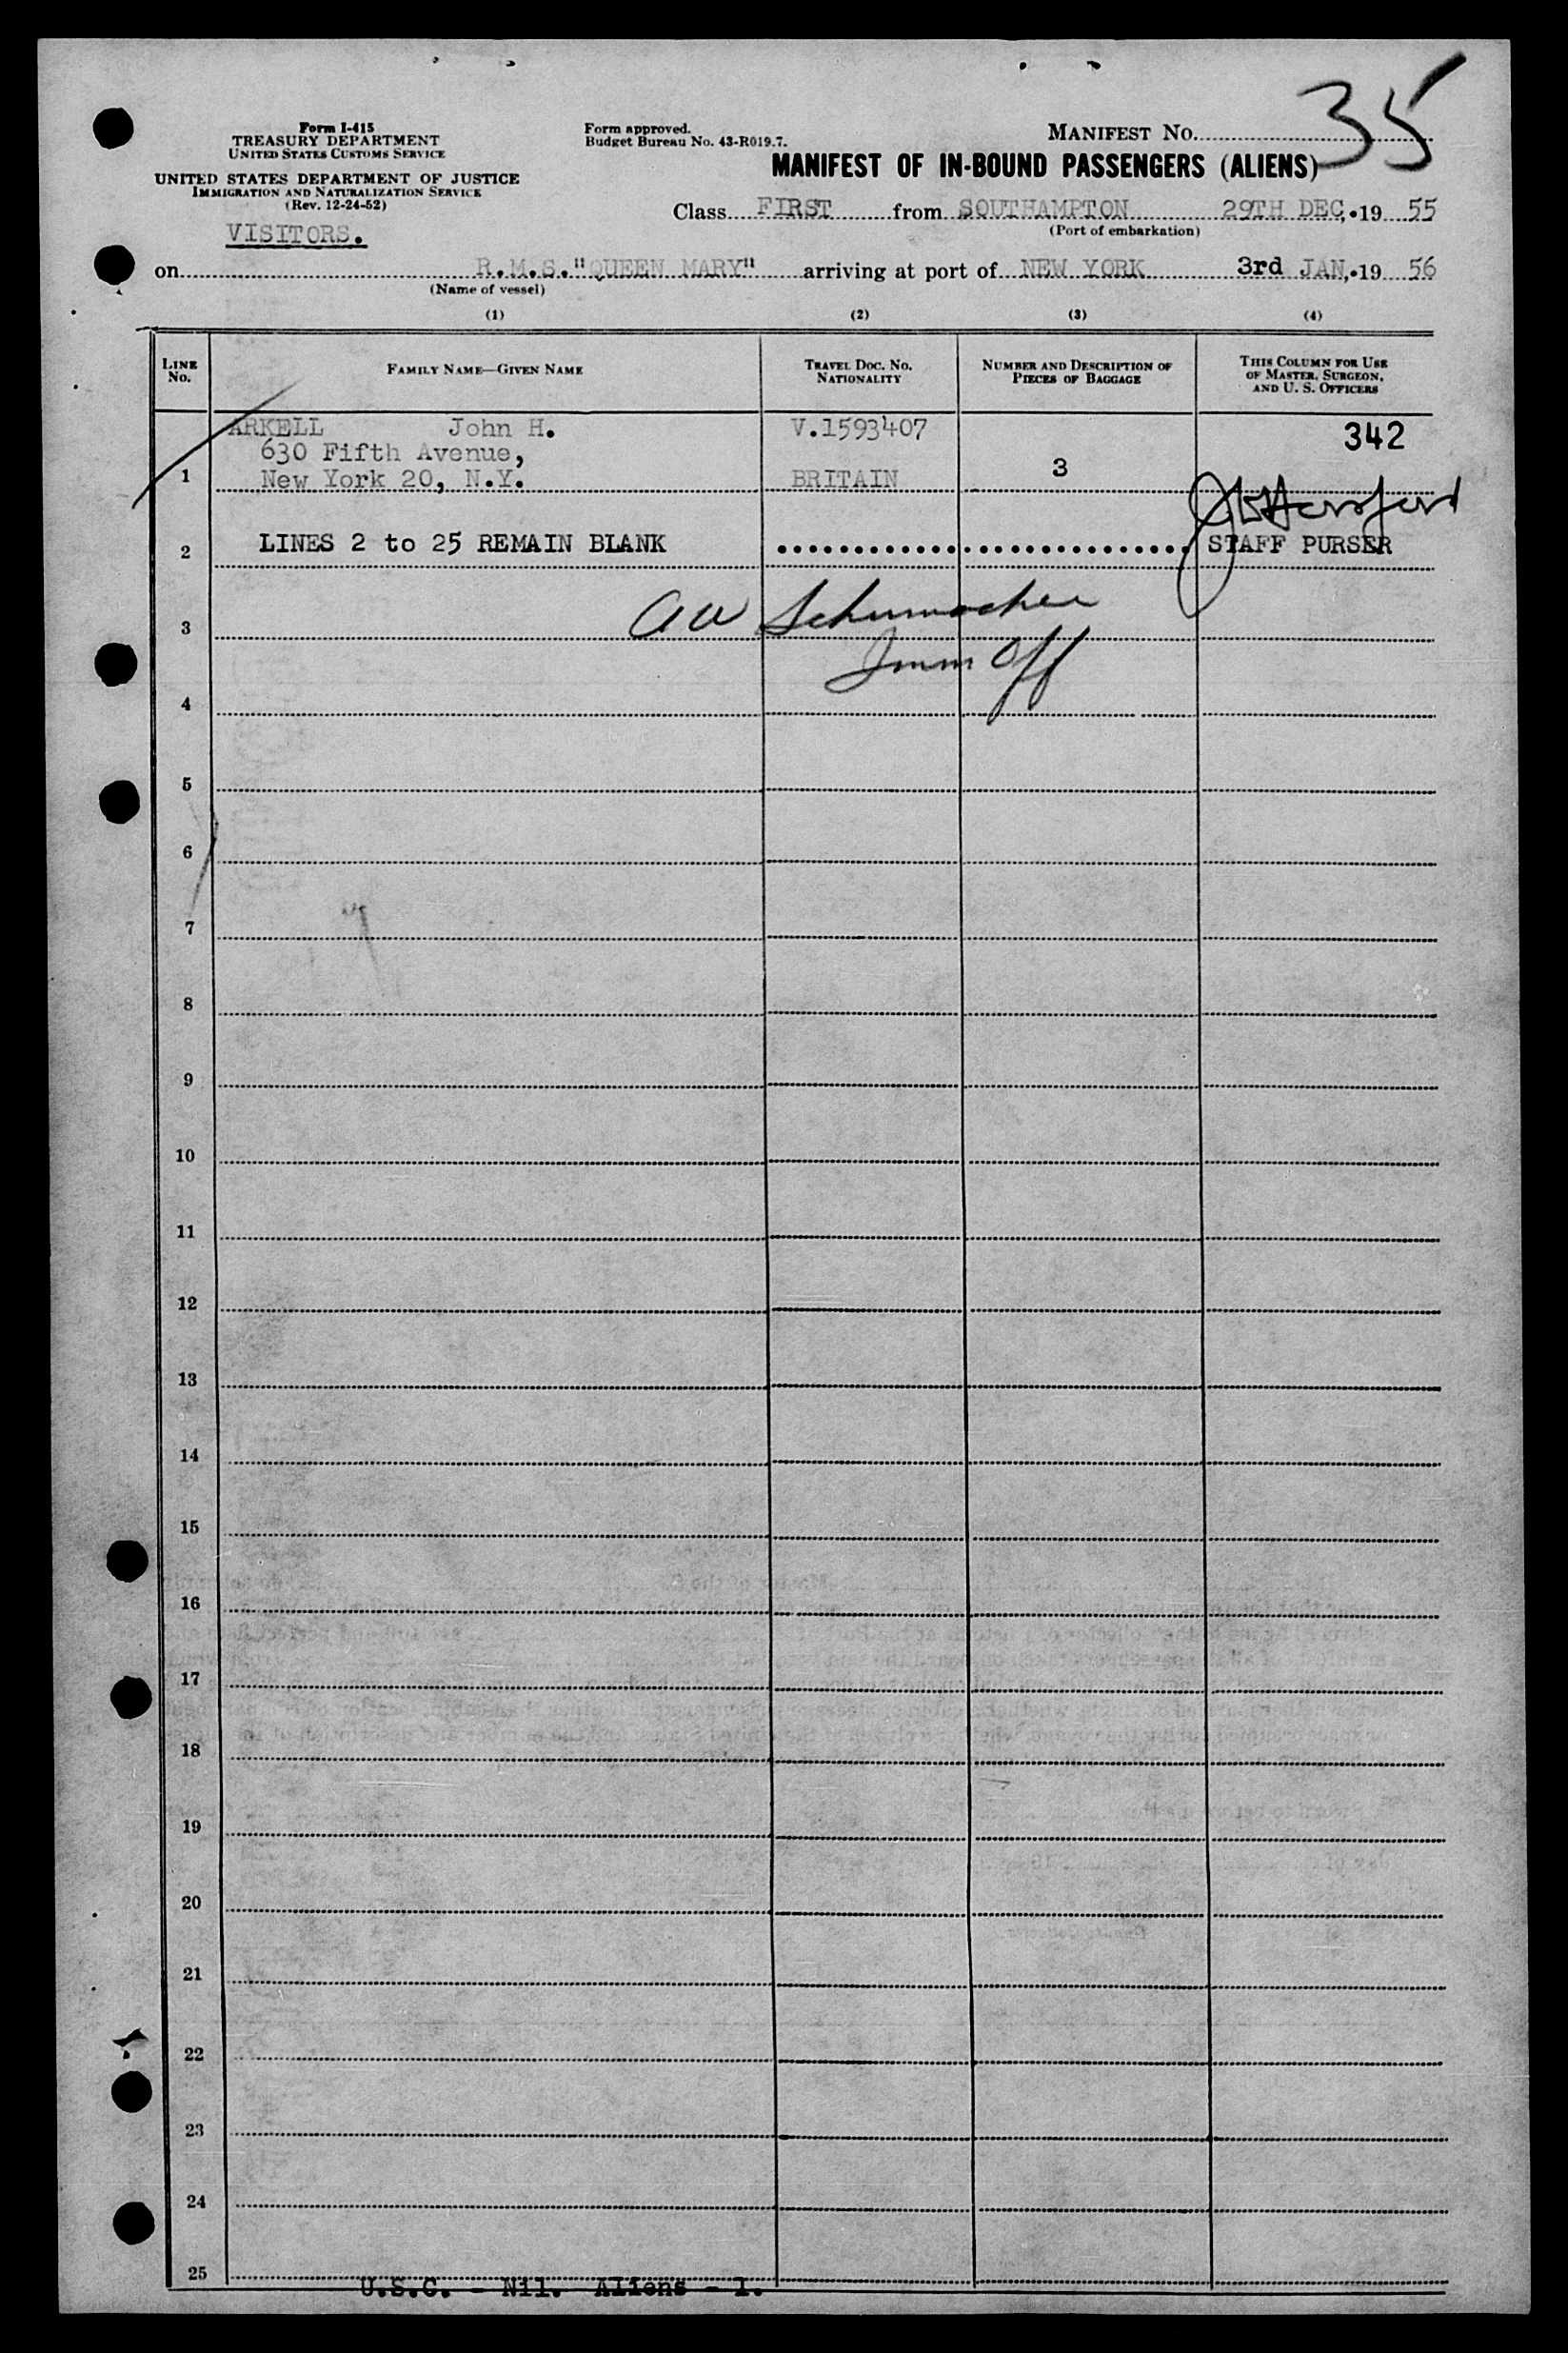 35
Form I-415
TREASURY DEPARTMENT
UNITED STATES CUSTOMS SERVICE
UNITED STATES DEPARTMENT OF JUSTICE
IMMIGRATION AND NATURALIZATION SERVICE
(Rev. 12-24-52)
VISITORS.
Form approved.
Budget Bureau No. 43-R019.7.
MANIFEST No.
MANIFEST OF IN-BOUND PASSENGERS (ALIENS)
Class FIRST from SOUTHAMPTON 29TH DEC, 19 55
(Port of embarkation)
on R.M.S."QUEEN MARY" arriving at port of NEW YORK 3rd JAN, 19 56
(Name of vessel)
(1) (2) (3) (4)
LINE No. FAMILY NAME—GIVEN NAME TRAVEL DOC. No. NATIONALITY NUMBER AND DESCRIPTION OF PIECES OF BAGGAGE THIS COLUMN FOR USE OF MASTER, SURGEON, AND U. S. OFFICERS
ARKELL John H. V.1593407 342
630 Fifth Avenue,
1 New York 20, N.Y. BRITAIN 3
2 LINES 2 to 25 REMAIN BLANK STAFF PURSER
3 AW Schumacher
Imm Off
4
5
6
7
8
9
10
11
12
13
14
15
16
17
18
19
20
21
22
23
24
25
U.S.C. - Nil. Aliens - 1.